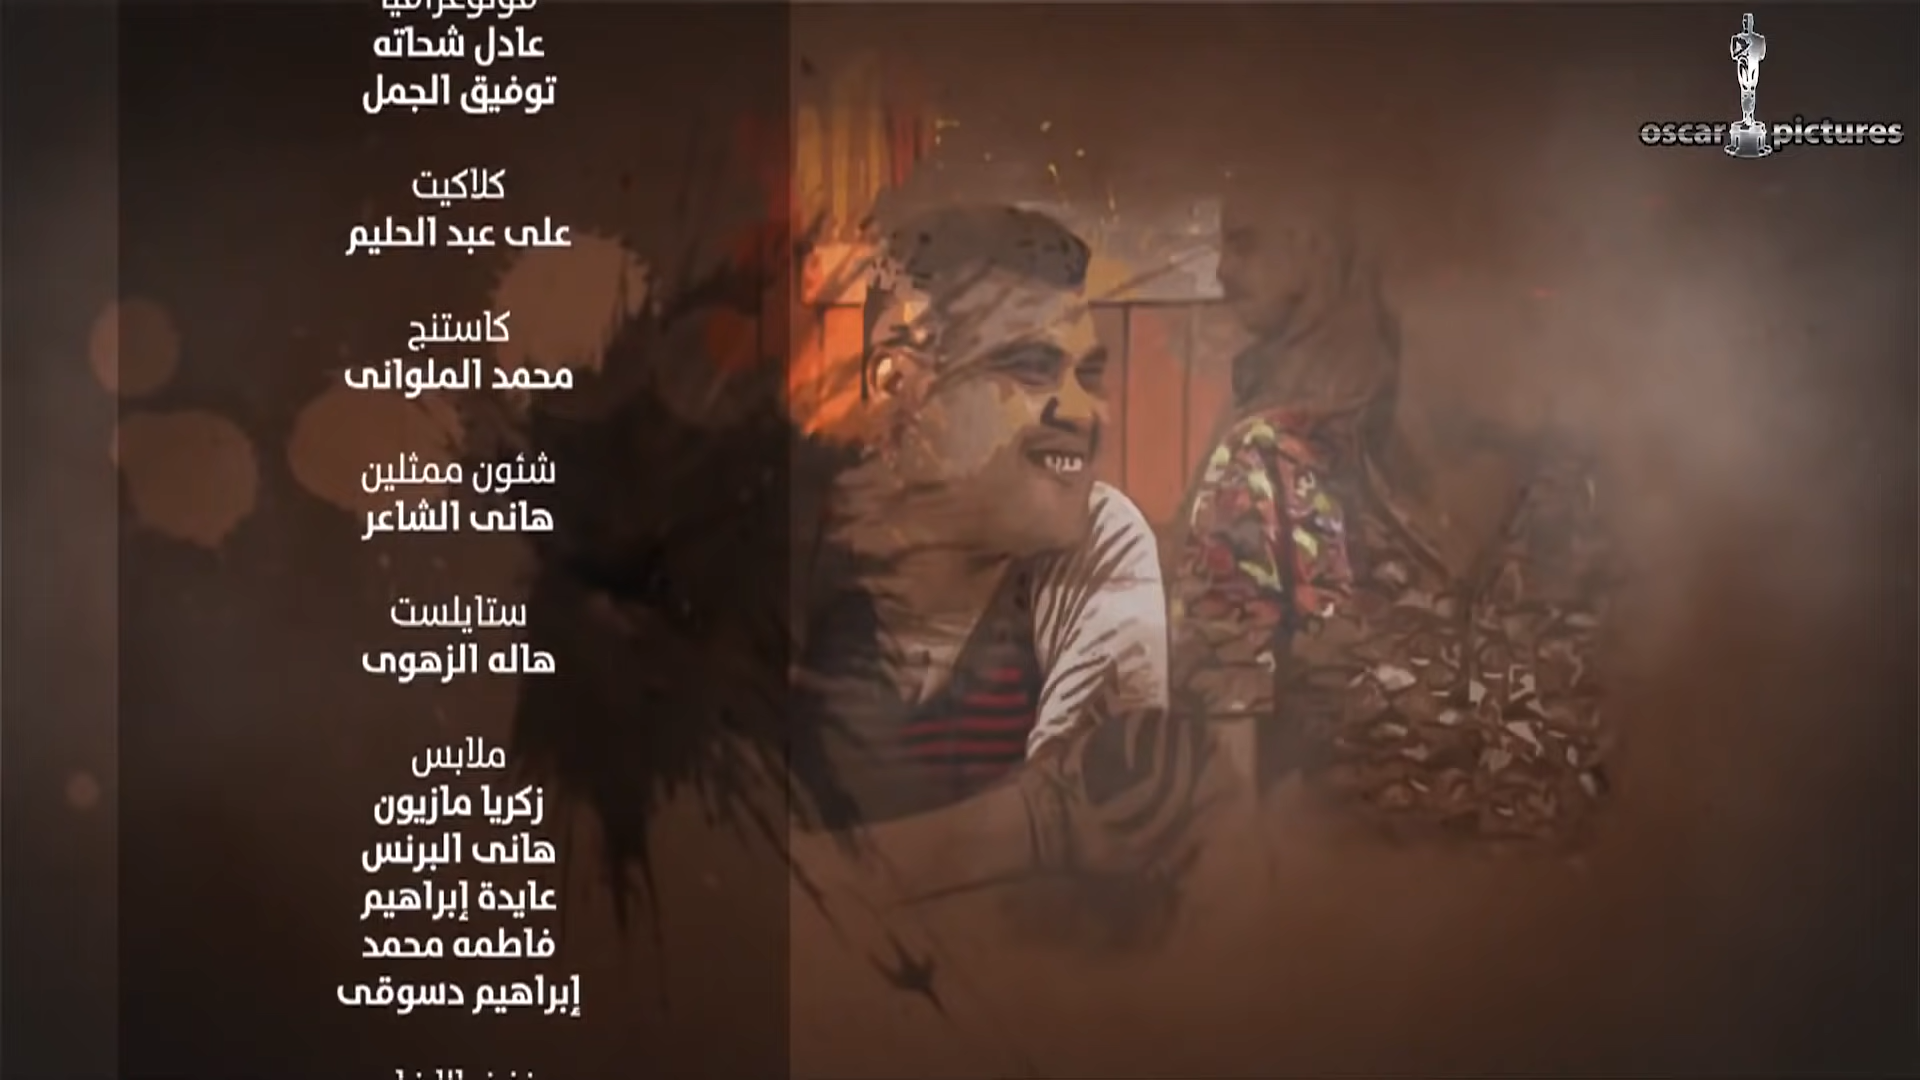 فوتوغرافيا
عادل شحاته
توفيق الجمل
كلاكيت
على عبد الحليم
كاستنج
محمد الملوانى
شئون ممثلين
هانى الشاعر
ستايلست
هاله الزهوى
ملابس
زكريا مازيون
هانى البرنس
عايدة إبراهيم
فاطمه محمد
إبراهيم دسوقى
oscar pictures